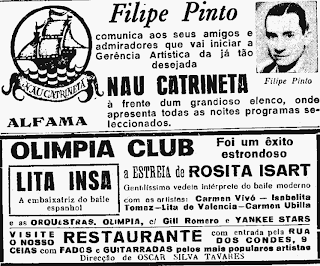 Filipe Pinto
comunica aos seus amigos e
admiradores que vai iniciar a
Gerência Artística da já tão
desejada
NAU CATRINETA
Filipe Pinto
NAU CATRINETA
ALFAMA
à frente dum grandioso elenco, onde
apresenta todas as noites programas se-
leccionados.
OLIMPIA CLUB
Foi um êxito
estrondoso
LITA INSA
A embaixatriz do baile
espanhol
a ESTREIA de ROSITA ISART
Gentilíssima vedeta intérprete do baile moderno
com as artistas: Carmen Vivó — Isabelita
Tomaz—Lita de Valencia—Carmen Ubilla
e as ORQUESTRAS, OLIMPIA, c/ Gill Romero e YANKEE STARS
VISITE
O NOSSO
RESTAURANTE
com entrada pela RUA
DOS CONDES, 9
CEIAS com FADOS e GUITARRADAS pelos mais populares artistas
Direcção de OSCAR SILVA TAVARES